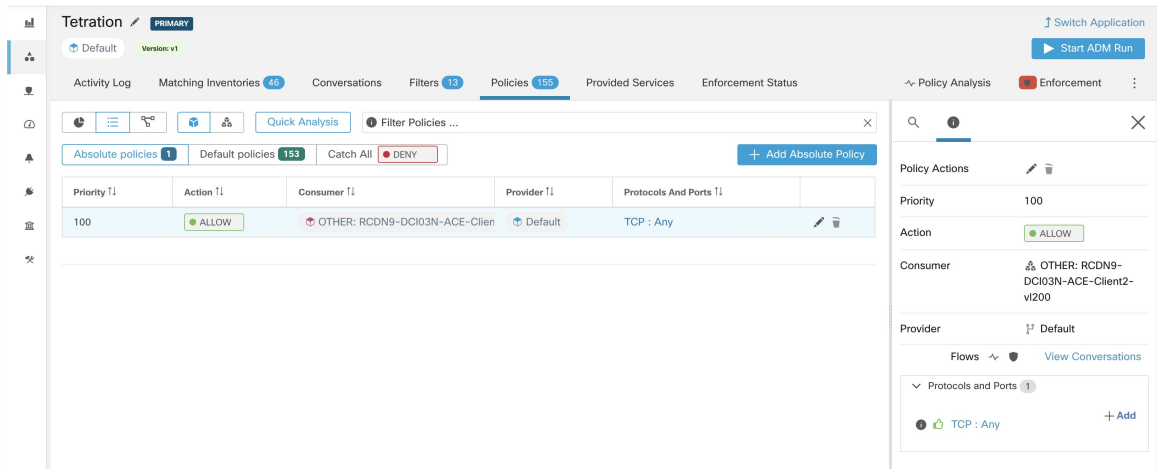 Tetration PRIMARY
Switch Application
Default Version: v1
Start ADM Run
Activity Log Matching Inventories 46 Conversations Filters 13 Policies 155 Provided Services Enforcement Status
Policy Analysis Enforcement
Quick Analysis Filter Policies ...
Absolute policies 1 Default policies 153 Catch All DENY
+ Add Absolute Policy
Priority Action Consumer Provider Protocols And Ports
100 ALLOW OTHER: RCDN9-DCI03N-ACE-Clien Default TCP : Any
Policy Actions
Priority 100
Action ALLOW
Consumer OTHER: RCDN9-
DCI03N-ACE-Client2-
vl200
Provider Default
Flows View Conversations
Protocols and Ports 1
+ Add
TCP : Any